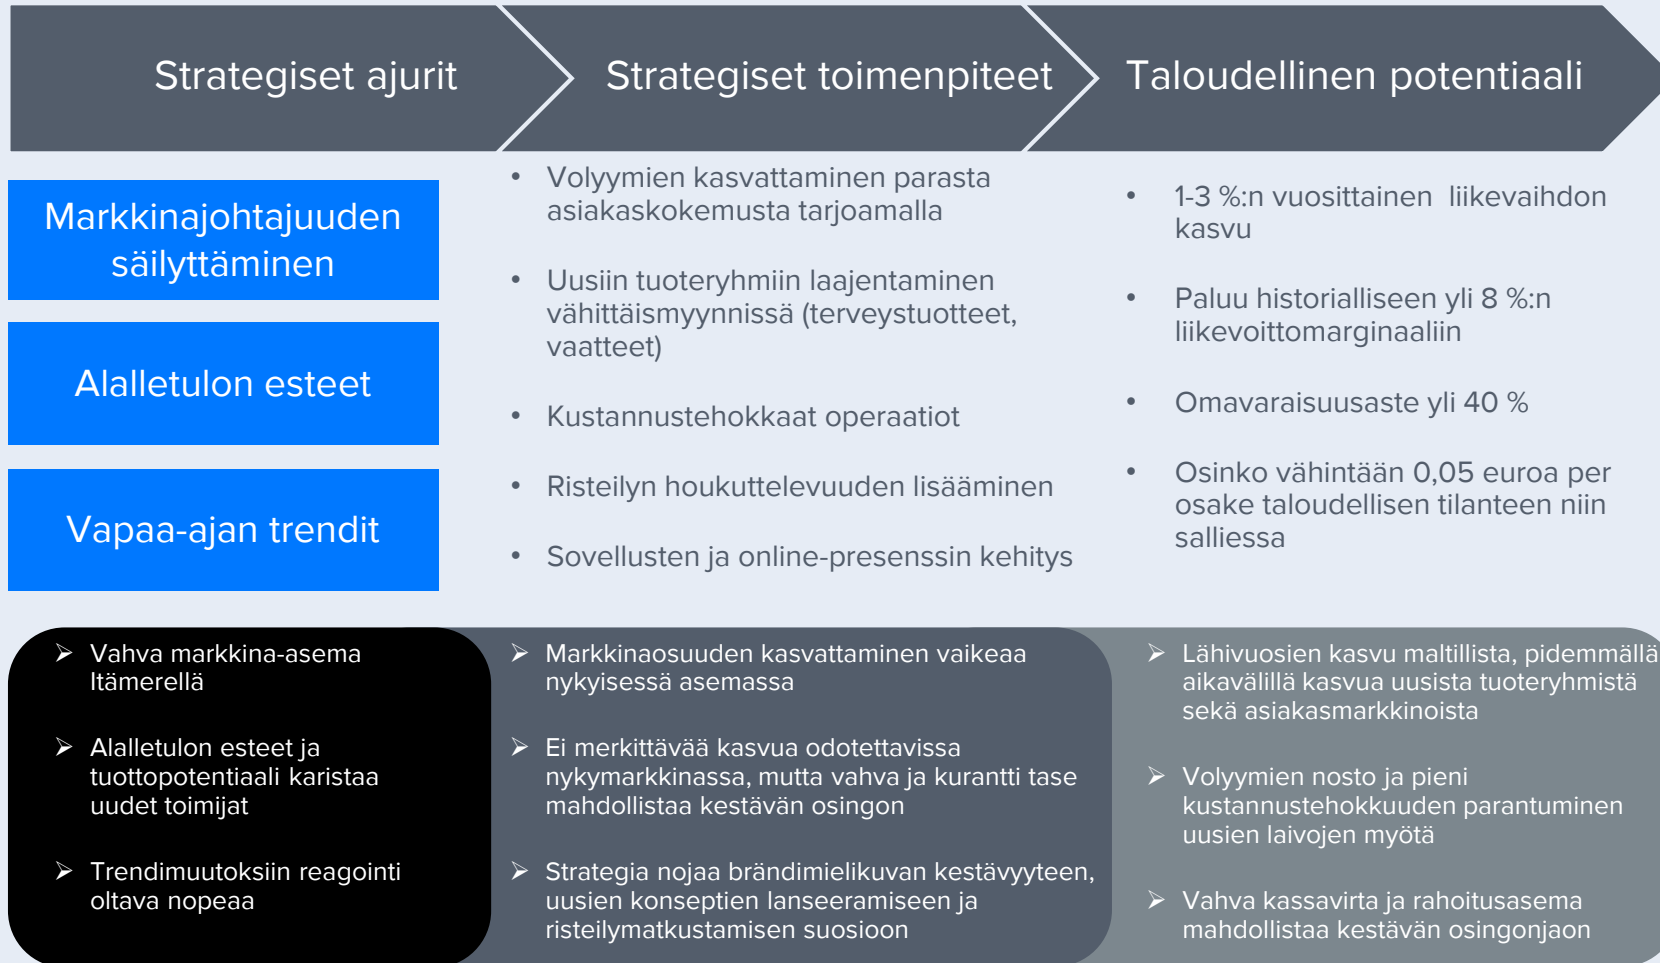 Strategiset ajurit
Strategiset toimenpiteet
Taloudellinen potentiaali
Markkinajohtajuuden
säilyttäminen
Alalletulon esteet
Vapaa-ajan trendit
• Volyymien kasvattaminen parasta
asiakaskokemusta tarjoamalla
• Uusiin tuoteryhmiin laajentaminen
vähittäismyynnissä (terveystuotteet,
vaatteet)
• Kustannustehokkaat operaatiot
• Risteilyn houkuttelevuuden lisääminen
• Sovellusten ja online-presenssin kehitys
• 1-3 %:n vuosittainen liikevaihdon
kasvu
• Paluu historialliseen yli 8 %:n
liikevoittomarginaaliin
• Omavaraisuusaste yli 40 %
• Osinko vähintään 0,05 euroa per
osake taloudellisen tilanteen niin
salliessa
➢ Vahva markkina-asema
Itämerellä
➢ Alalletulon esteet ja
tuottopotentiaali karistaa
uudet toimijat
➢ Trendimuutoksiin reagointi
oltava nopeaa
➢ Markkinaosuuden kasvattaminen vaikeaa
nykyisessä asemassa
➢ Ei merkittävää kasvua odotettavissa
nykymarkkinassa, mutta vahva ja kurantti tase
mahdollistaa kestävän osingon
➢ Strategia nojaa brändimielikuvan kestävyyteen,
uusien konseptien lanseeramiseen ja
risteilymatkustamisen suosioon
➢ Lähivuosien kasvu maltillista, pidemmällä
aikavälillä kasvua uusista tuoteryhmistä
sekä asiakasmarkkinoista
➢ Volyymien nosto ja pieni
kustannustehokkuuden parantuminen
uusien laivojen myötä
➢ Vahva kassavirta ja rahoitusasema
mahdollistaa kestävän osingonjaon